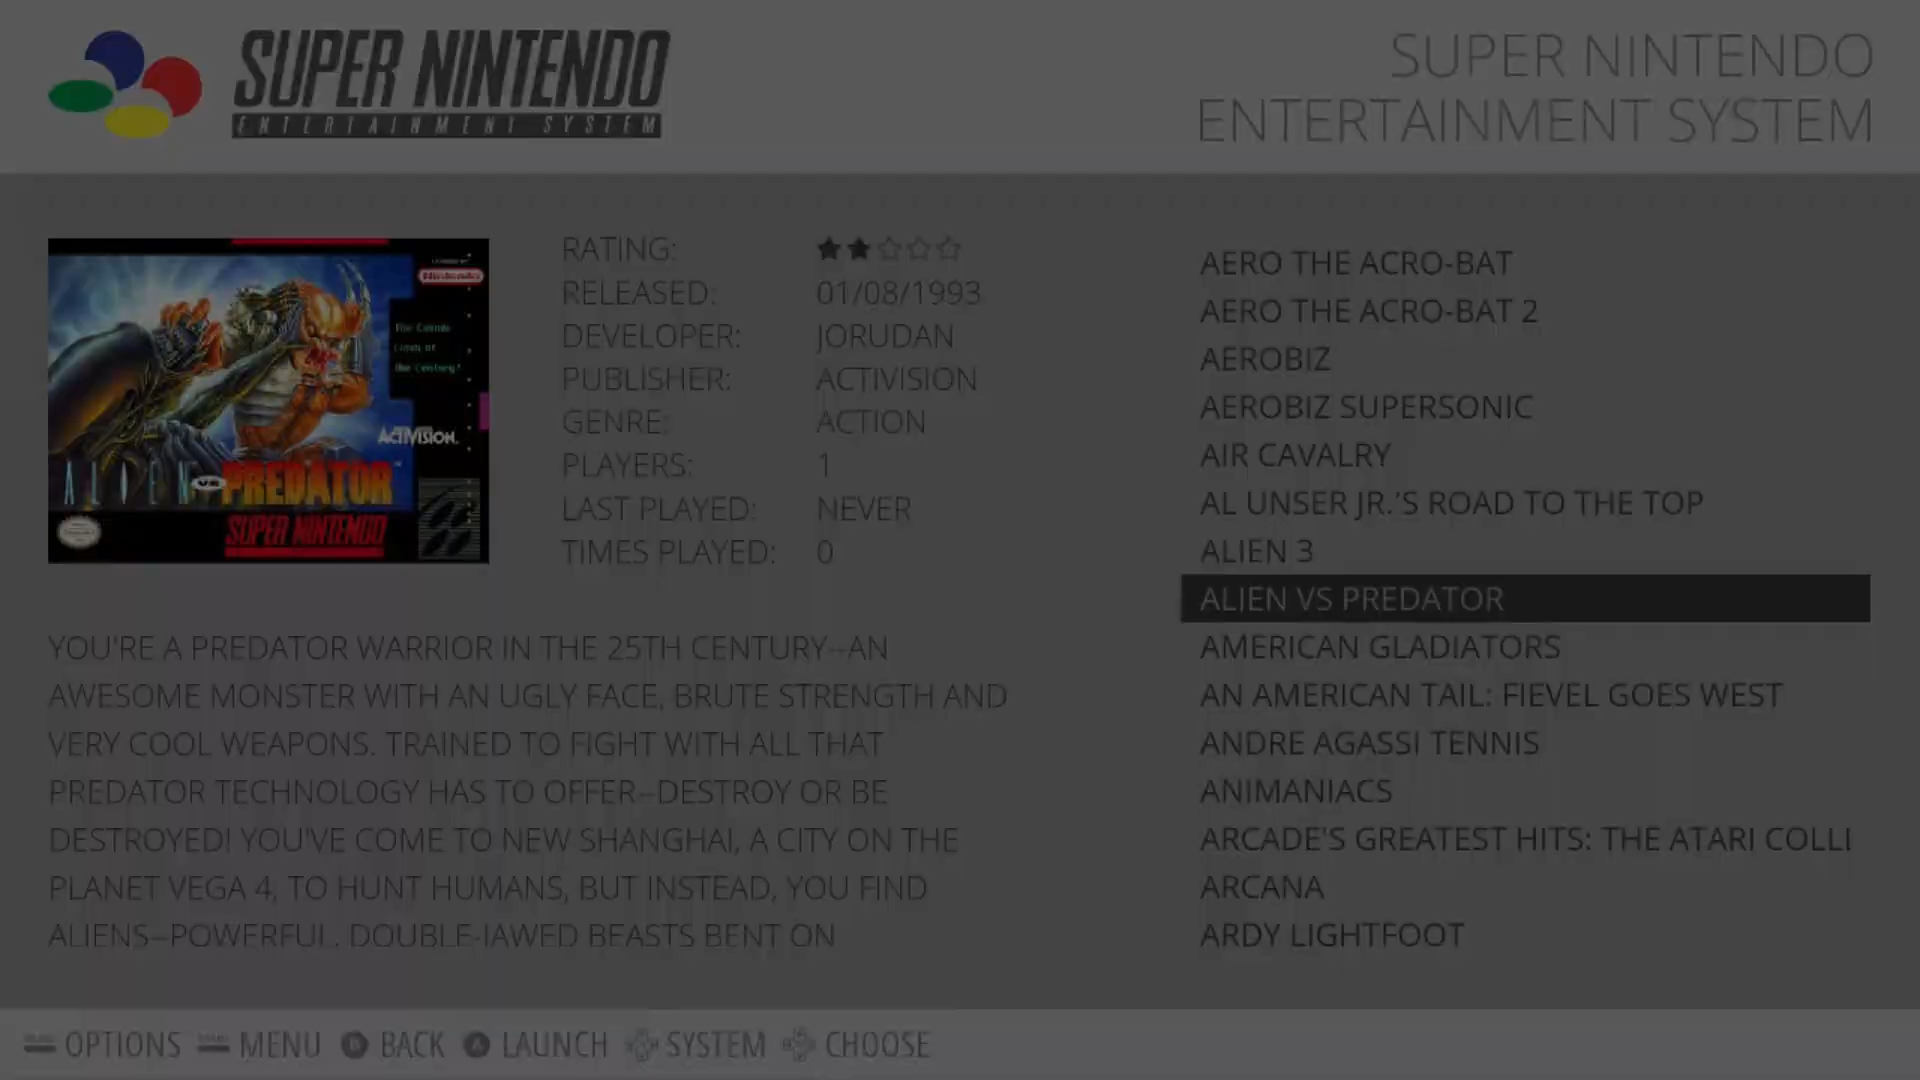 SUPER NINTENDO
ENTERTAINMENT SYSTEM
SUPER NINTENDO
ENTERTAINMENT SYSTEM
Nintendo
ACTIVISION
ALIEN VS PREDATOR
SUPER NINTENDO
RATING:
RELEASED: 01/08/1993
DEVELOPER: JORUDAN
PUBLISHER: ACTIVISION
GENRE: ACTION
PLAYERS: 1
LAST PLAYED: NEVER
TIMES PLAYED: 0
YOU'RE A PREDATOR WARRIOR IN THE 25TH CENTURY--AN
AWESOME MONSTER WITH AN UGLY FACE, BRUTE STRENGTH AND
VERY COOL WEAPONS. TRAINED TO FIGHT WITH ALL THAT
PREDATOR TECHNOLOGY HAS TO OFFER--DESTROY OR BE
DESTROYED! YOU'VE COME TO NEW SHANGHAI, A CITY ON THE
PLANET VEGA 4, TO HUNT HUMANS, BUT INSTEAD, YOU FIND
ALIENS--POWERFUL, DOUBLE-JAWED BEASTS BENT ON
AERO THE ACRO-BAT
AERO THE ACRO-BAT 2
AEROBIZ
AEROBIZ SUPERSONIC
AIR CAVALRY
AL UNSER JR.'S ROAD TO THE TOP
ALIEN 3
ALIEN VS PREDATOR
AMERICAN GLADIATORS
AN AMERICAN TAIL: FIEVEL GOES WEST
ANDRE AGASSI TENNIS
ANIMANIACS
ARCADE'S GREATEST HITS: THE ATARI COLLI
ARCANA
ARDY LIGHTFOOT
OPTIONS MENU B BACK A LAUNCH SYSTEM CHOOSE